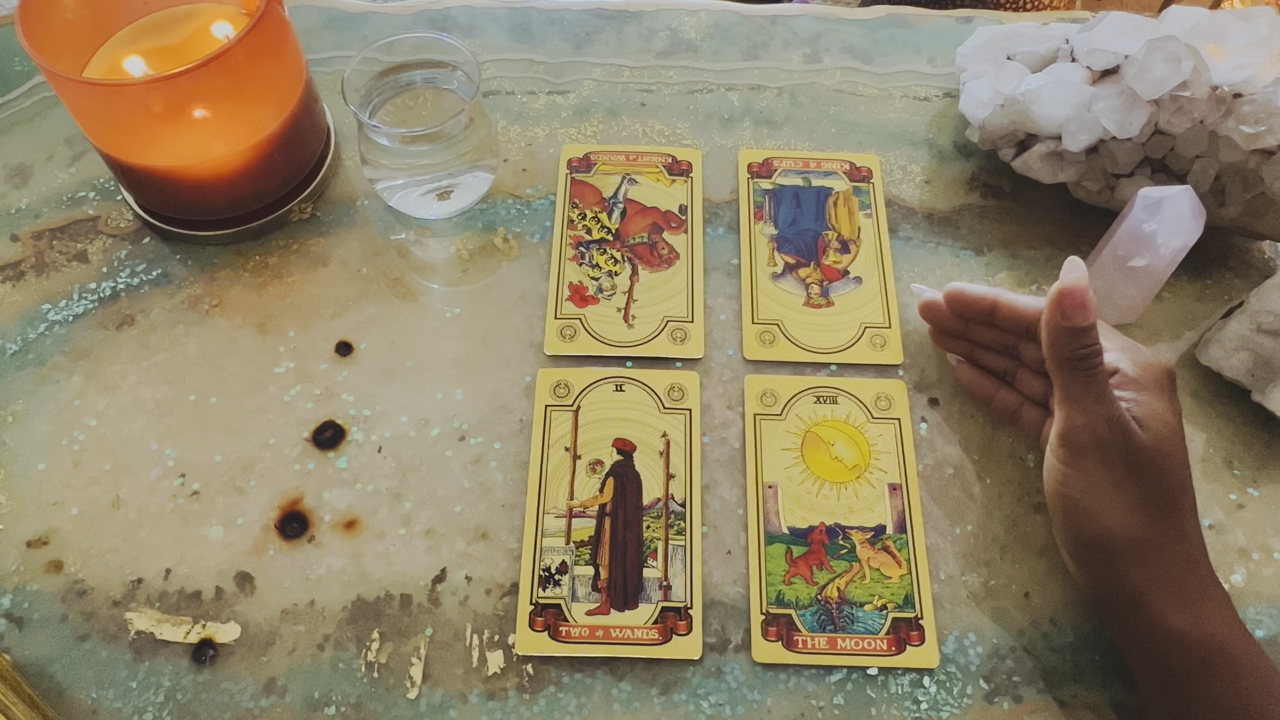 KNIGHT of WANDS.
KING of CUPS
II
XVIII
TWO of WANDS.
THE MOON.